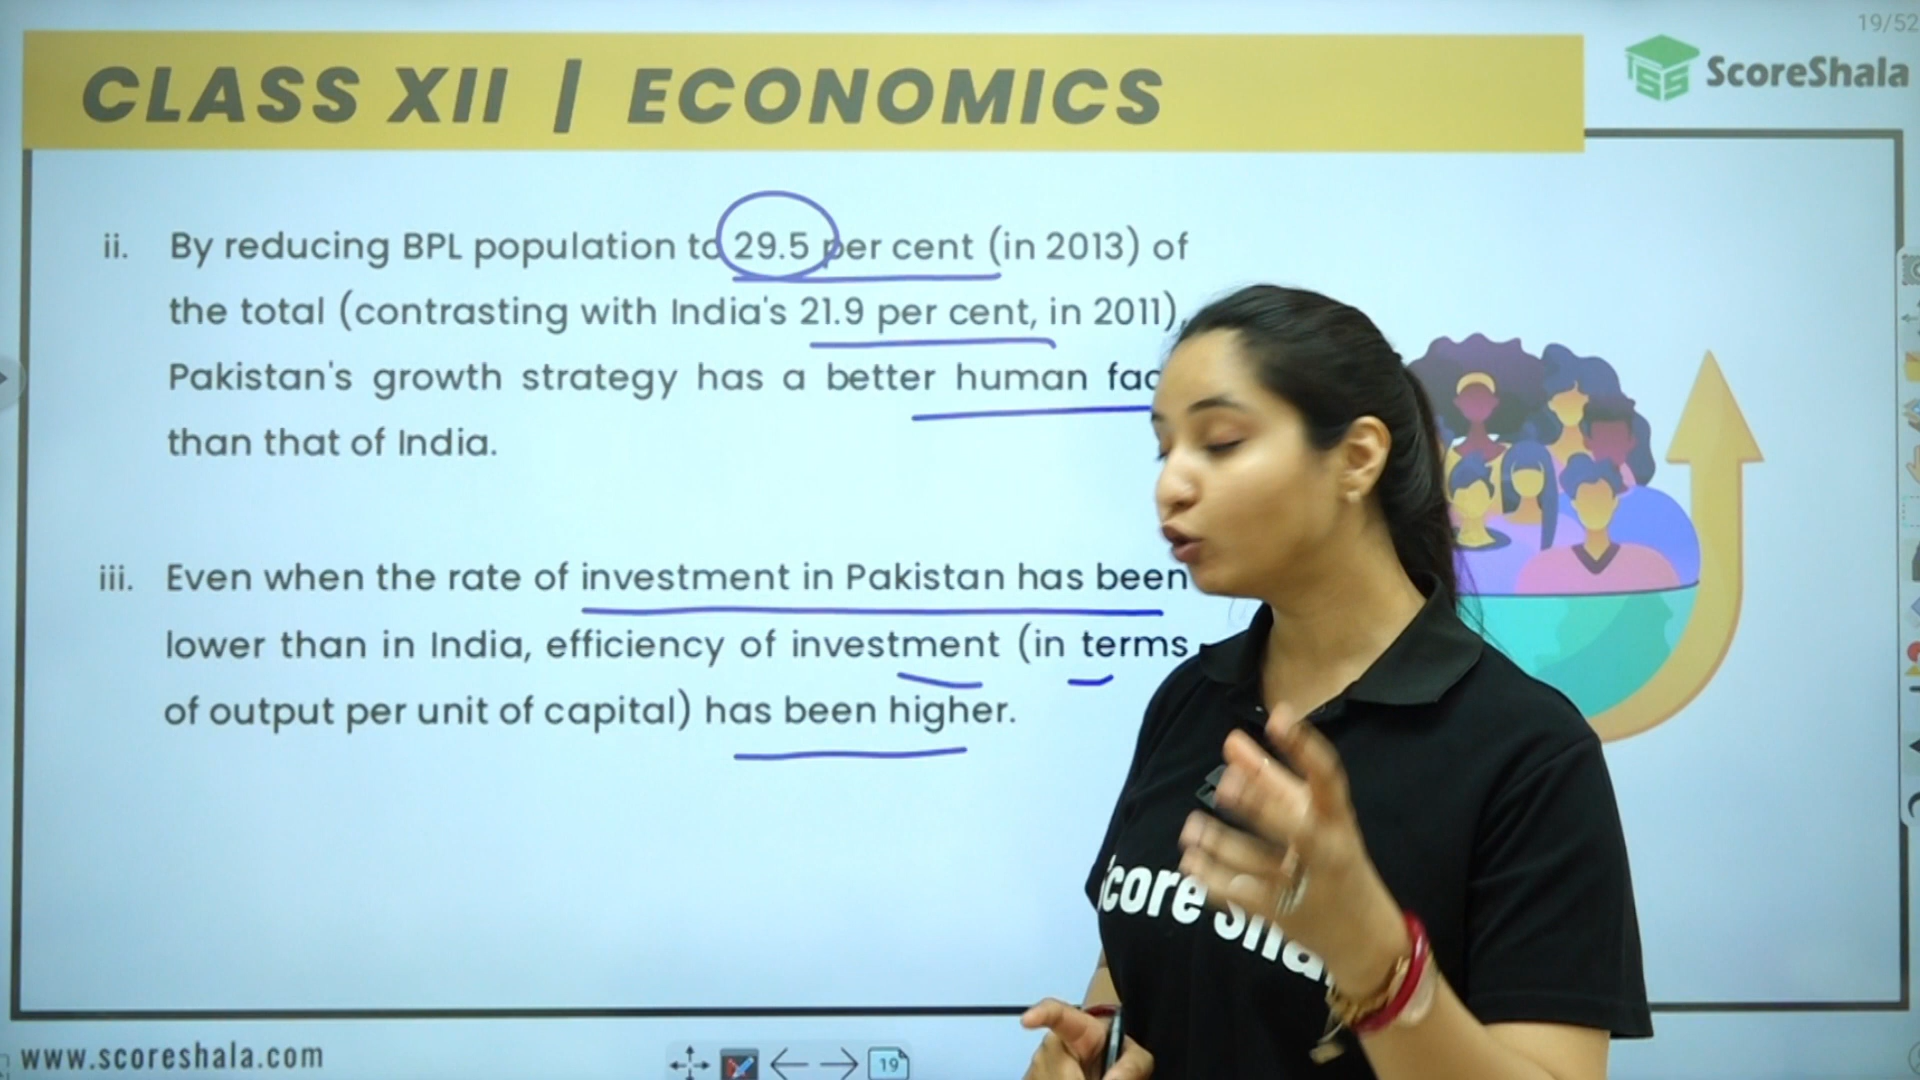 19/52
CLASS XII | ECONOMICS
ScoreShala
ii. By reducing BPL population to 29.5 per cent (in 2013) of
the total (contrasting with India's 21.9 per cent, in 2011),
Pakistan's growth strategy has a better human
than that of India.
iii. Even when the rate of investment in Pakistan has been
lower than in India, efficiency of investment (in terms
of output per unit of capital) has been higher.
www.scoreshala.com
19